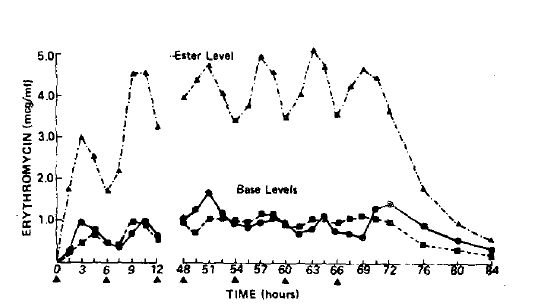 Ester Level
5.0
4.0
3.0
2.0
1.0
ERYTHROMYCIN (mcg/ml)
Base Levels
0 3 6 9 12 48 51 54 57 60 63 66 69 72 76 80 84
TIME (hours)